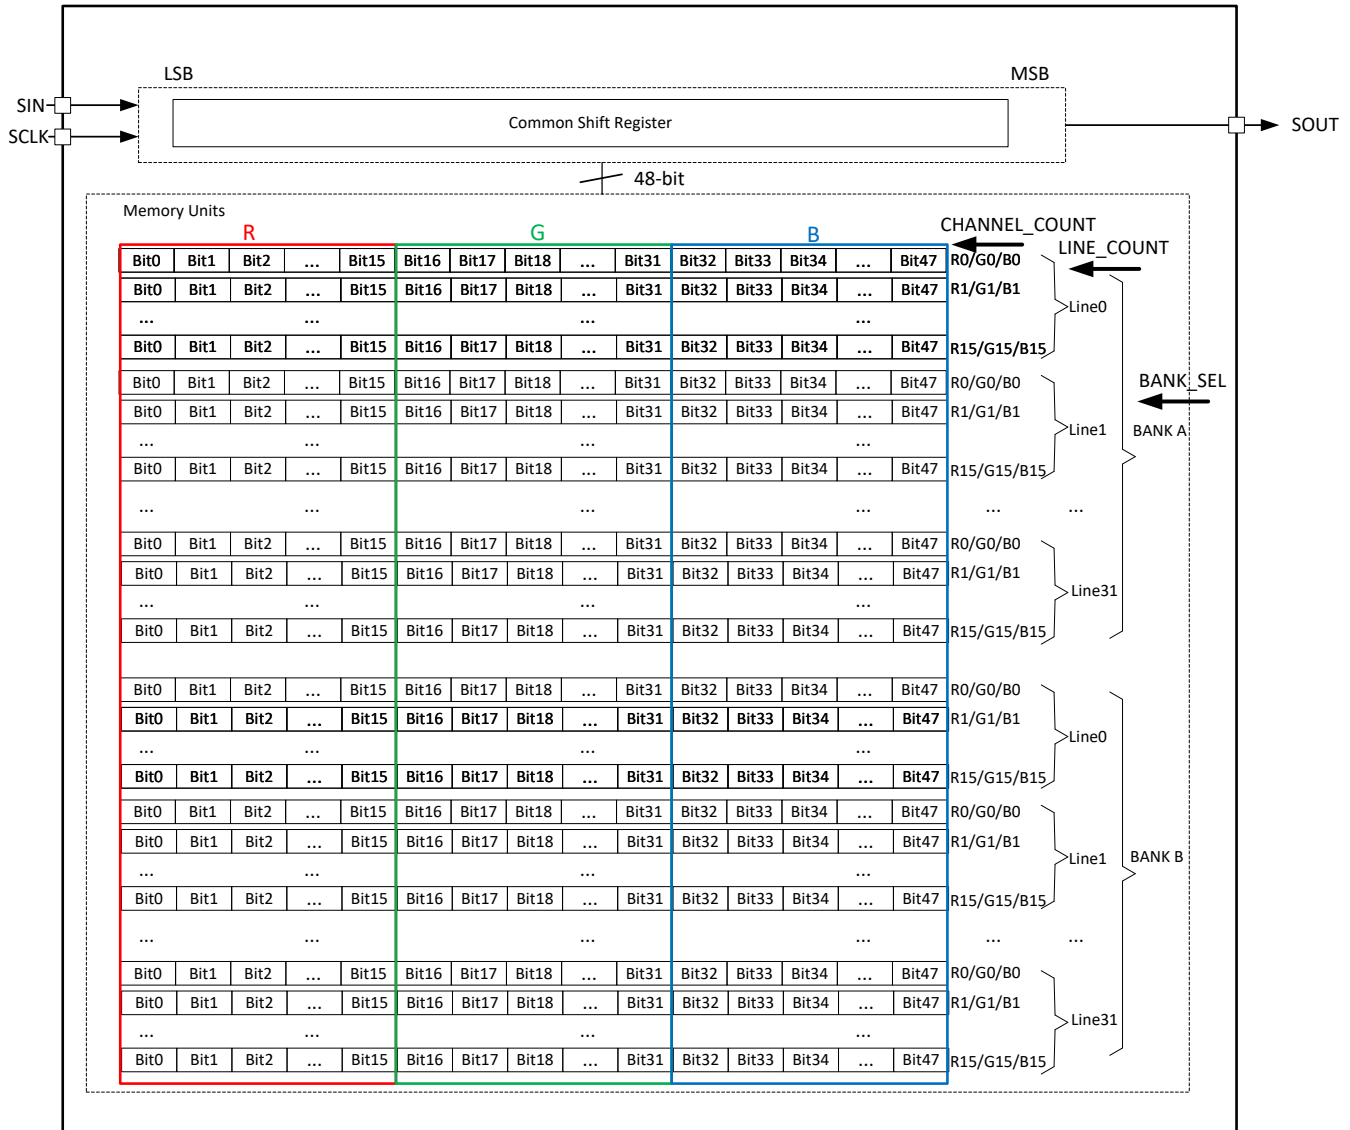 LSB MSB
SIN
Common Shift Register
SCLK SOUT
48-bit
Memory Units
R G B CHANNEL_COUNT
LINE_COUNT
Bit0 Bit1 Bit2 ... Bit15 Bit16 Bit17 Bit18 ... Bit31 Bit32 Bit33 Bit34 ... Bit47 R0/G0/B0
Bit0 Bit1 Bit2 ... Bit15 Bit16 Bit17 Bit18 ... Bit31 Bit32 Bit33 Bit34 ... Bit47 R1/G1/B1
... ... ... ... Line0
Bit0 Bit1 Bit2 ... Bit15 Bit16 Bit17 Bit18 ... Bit31 Bit32 Bit33 Bit34 ... Bit47 R15/G15/B15
Bit0 Bit1 Bit2 ... Bit15 Bit16 Bit17 Bit18 ... Bit31 Bit32 Bit33 Bit34 ... Bit47 R0/G0/B0 BANK_SEL
Bit0 Bit1 Bit2 ... Bit15 Bit16 Bit17 Bit18 ... Bit31 Bit32 Bit33 Bit34 ... Bit47 R1/G1/B1
... ... ... ... Line1 BANK A
Bit0 Bit1 Bit2 ... Bit15 Bit16 Bit17 Bit18 ... Bit31 Bit32 Bit33 Bit34 ... Bit47 R15/G15/B15
... ... ... ... ... ...
Bit0 Bit1 Bit2 ... Bit15 Bit16 Bit17 Bit18 ... Bit31 Bit32 Bit33 Bit34 ... Bit47 R0/G0/B0
Bit0 Bit1 Bit2 ... Bit15 Bit16 Bit17 Bit18 ... Bit31 Bit32 Bit33 Bit34 ... Bit47 R1/G1/B1
... ... ... ... Line31
Bit0 Bit1 Bit2 ... Bit15 Bit16 Bit17 Bit18 ... Bit31 Bit32 Bit33 Bit34 ... Bit47 R15/G15/B15
Bit0 Bit1 Bit2 ... Bit15 Bit16 Bit17 Bit18 ... Bit31 Bit32 Bit33 Bit34 ... Bit47 R0/G0/B0
Bit0 Bit1 Bit2 ... Bit15 Bit16 Bit17 Bit18 ... Bit31 Bit32 Bit33 Bit34 ... Bit47 R1/G1/B1
... ... ... ... Line0
Bit0 Bit1 Bit2 ... Bit15 Bit16 Bit17 Bit18 ... Bit31 Bit32 Bit33 Bit34 ... Bit47 R15/G15/B15
Bit0 Bit1 Bit2 ... Bit15 Bit16 Bit17 Bit18 ... Bit31 Bit32 Bit33 Bit34 ... Bit47 R0/G0/B0
Bit0 Bit1 Bit2 ... Bit15 Bit16 Bit17 Bit18 ... Bit31 Bit32 Bit33 Bit34 ... Bit47 R1/G1/B1
... ... ... ... Line1 BANK B
Bit0 Bit1 Bit2 ... Bit15 Bit16 Bit17 Bit18 ... Bit31 Bit32 Bit33 Bit34 ... Bit47 R15/G15/B15
... ... ... ... ... ...
Bit0 Bit1 Bit2 ... Bit15 Bit16 Bit17 Bit18 ... Bit31 Bit32 Bit33 Bit34 ... Bit47 R0/G0/B0
Bit0 Bit1 Bit2 ... Bit15 Bit16 Bit17 Bit18 ... Bit31 Bit32 Bit33 Bit34 ... Bit47 R1/G1/B1
... ... ... ... Line31
Bit0 Bit1 Bit2 ... Bit15 Bit16 Bit17 Bit18 ... Bit31 Bit32 Bit33 Bit34 ... Bit47 R15/G15/B15